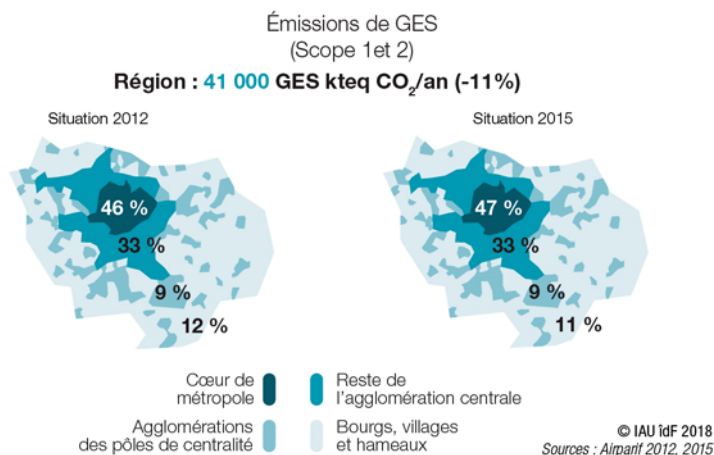 Émissions de GES
(Scope 1et 2)
Région : 41 000 GES kteq CO₂/an (-11%)
Situation 2012
Situation 2015
46 %
33 %
9 %
12 %
47 %
33 %
9 %
11 %
Cœur de
métropole
Reste de
l'agglomération centrale
Agglomérations
des pôles de centralité
Bourgs, villages
et hameaux
© IAU îdF 2018
Sources : Airparif 2012, 2015